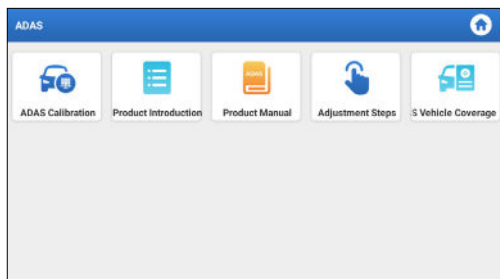 ADAS
ADAS
ADAS Calibration
Product Introduction
Product Manual
Adjustment Steps
S Vehicle Coverage